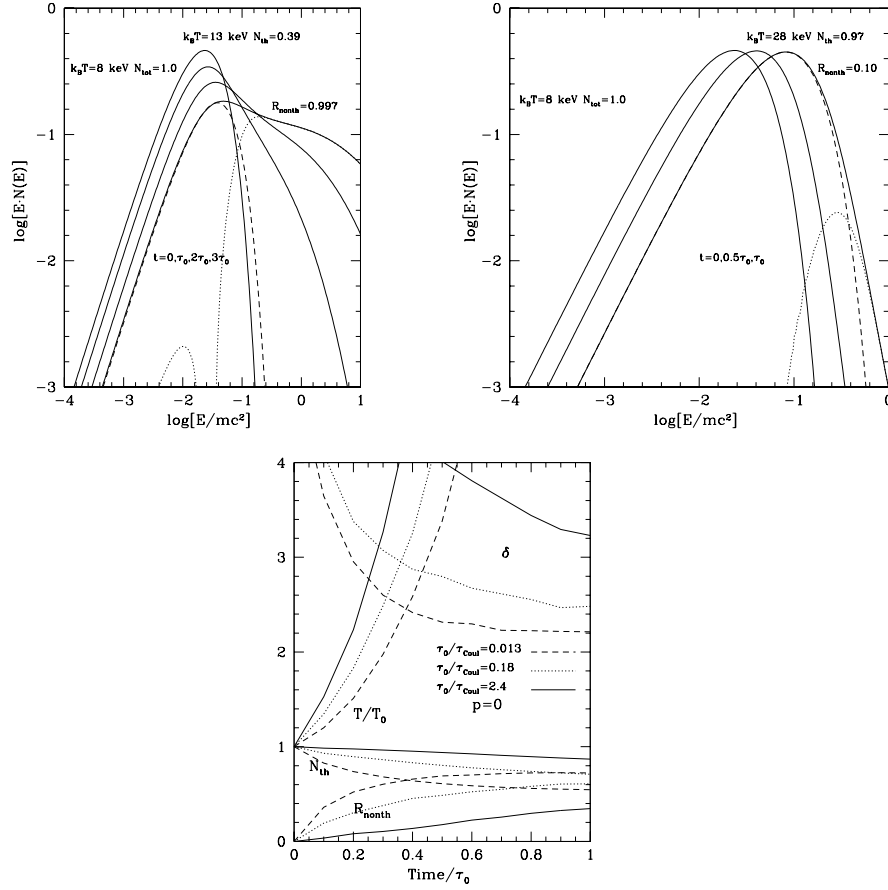 k_BT=13 keV N_th=0.39
k_BT=8 keV N_tot=1.0
R_nonth=0.997
t=0,τ_0,2τ_0,3τ_0
log[E·N(E)]
0
−1
−2
−3
−4 −3 −2 −1 0 1
log[E/mc²]
k_BT=28 keV N_th=0.97
R_nonth=0.10
k_BT=8 keV N_tot=1.0
t=0,0.5τ_0,τ_0
log[E·N(E)]
0
−1
−2
−3
−4 −3 −2 −1 0
log[E/mc²]
4
3
2
1
0
δ
τ_0/τ_Coul=0.013
τ_0/τ_Coul=0.18
τ_0/τ_Coul=2.4
p=0
T/T_0
N_th
R_nonth
0 0.2 0.4 0.6 0.8 1
Time/τ_0